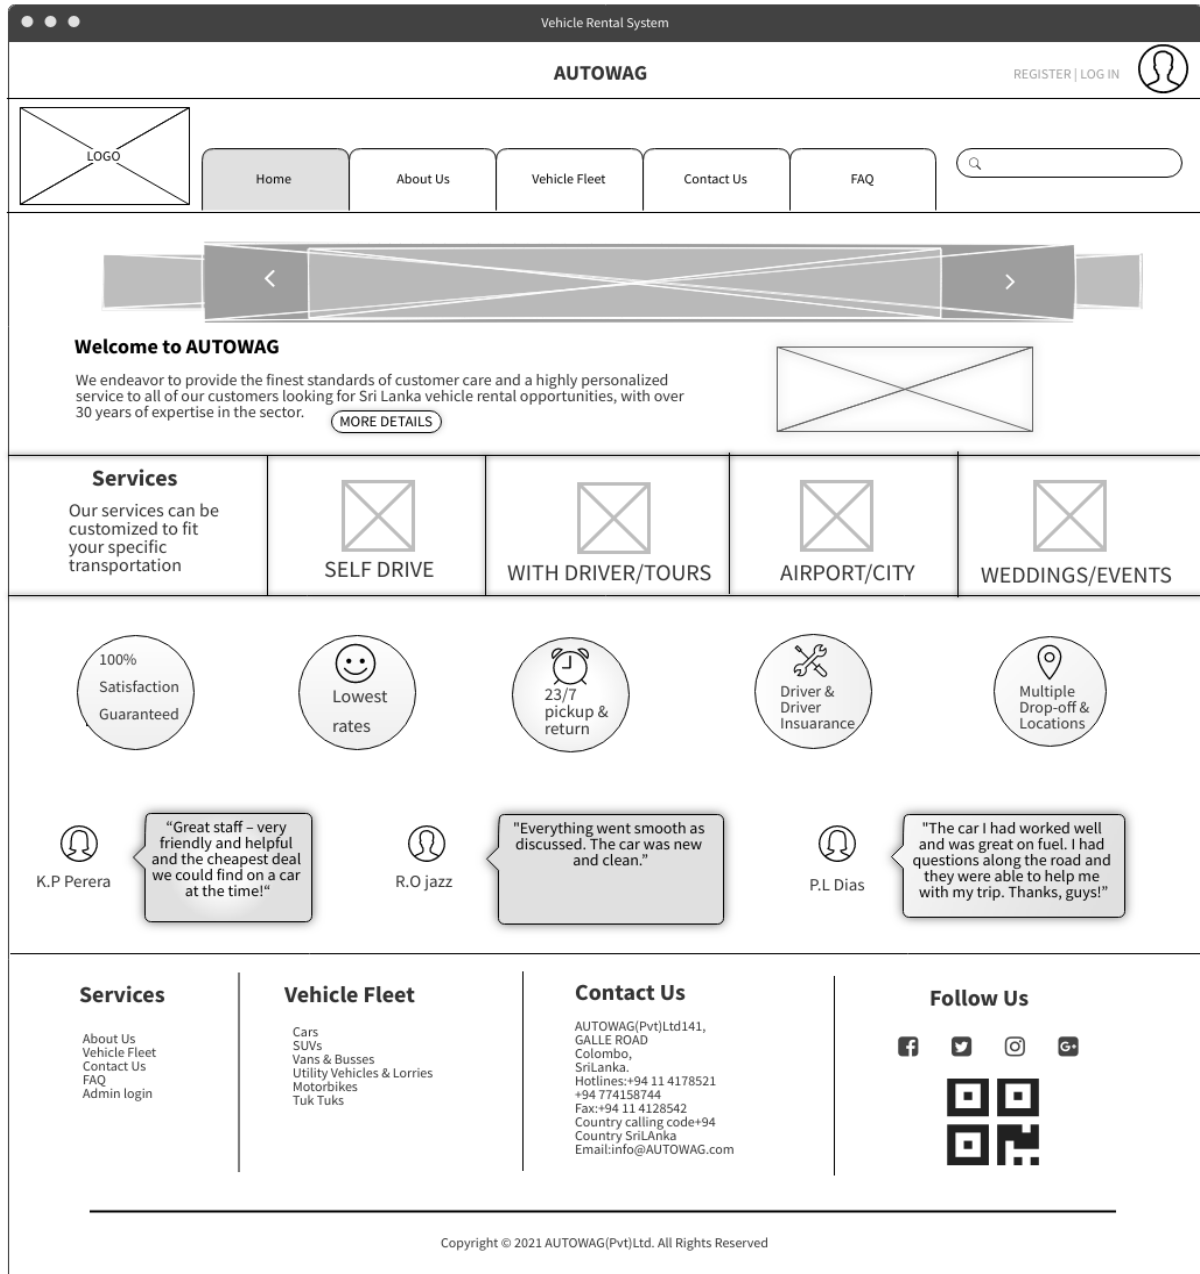 Vehicle Rental System
AUTOWAG
REGISTER | LOG IN
LOGO
Home
About Us
Vehicle Fleet
Contact Us
FAQ
Welcome to AUTOWAG
We endeavor to provide the finest standards of customer care and a highly personalized
service to all of our customers looking for Sri Lanka vehicle rental opportunities, with over
30 years of expertise in the sector.
MORE DETAILS
Services
Our services can be
customized to fit
your specific
transportation
SELF DRIVE
WITH DRIVER/TOURS
AIRPORT/CITY
WEDDINGS/EVENTS
100%
Satisfaction
Guaranteed
Lowest
rates
23/7
pickup &
return
Driver &
Driver
Insuarance
Multiple
Drop-off &
Locations
K.P Perera
“Great staff – very
friendly and helpful
and the cheapest deal
we could find on a car
at the time!“
R.O jazz
"Everything went smooth as
discussed. The car was new
and clean.”
P.L Dias
"The car I had worked well
and was great on fuel. I had
questions along the road and
they were able to help me
with my trip. Thanks, guys!”
Services
About Us
Vehicle Fleet
Contact Us
FAQ
Admin login
Vehicle Fleet
Cars
SUVs
Vans & Busses
Utility Vehicles & Lorries
Motorbikes
Tuk Tuks
Contact Us
AUTOWAG(Pvt)Ltd141,
GALLE ROAD
Colombo,
SriLanka.
Hotlines:+94 11 4178521
+94 774158744
Fax:+94 11 4128542
Country calling code+94
Country SriLAnka
Email:info@AUTOWAG.com
Follow Us
Copyright © 2021 AUTOWAG(Pvt)Ltd. All Rights Reserved